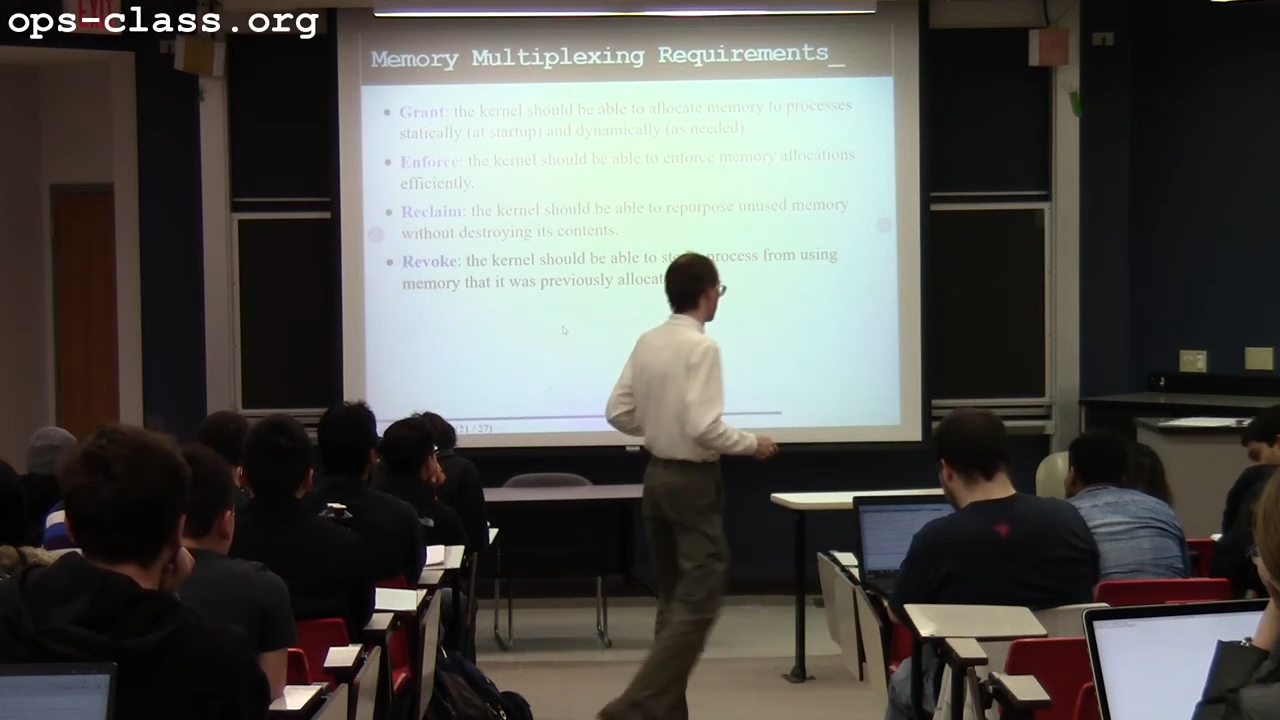 EXIT
ops-class.org
Memory Multiplexing Requirements_
• Grant: the kernel should be able to allocate memory to processes
statically (at startup) and dynamically (as needed).
• Enforce: the kernel should be able to enforce memory allocations
efficiently.
• Reclaim: the kernel should be able to repurpose unused memory
without destroying its contents.
• Revoke: the kernel should be able to process from using
memory that it was previously
(21 / 27)